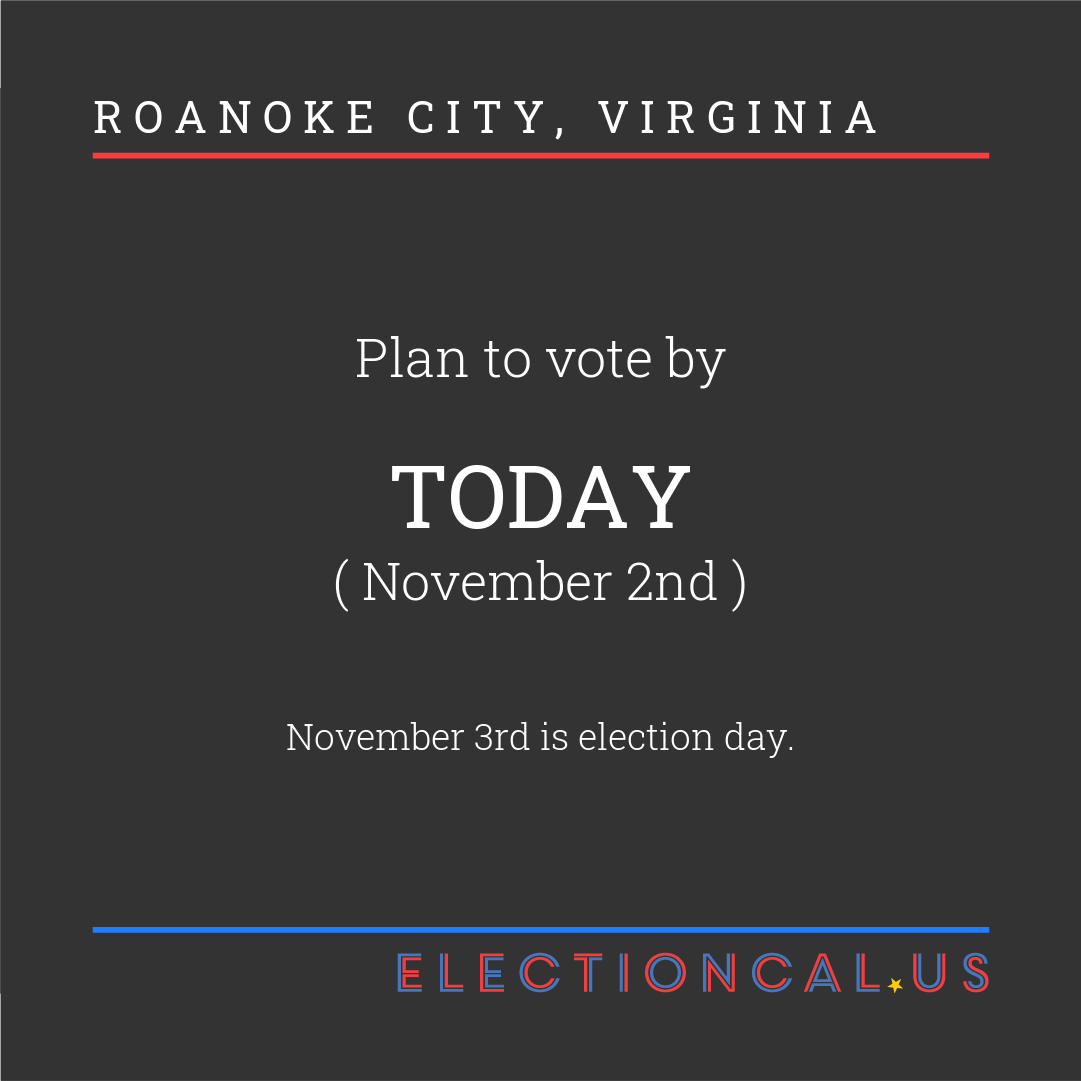 ROANOKE CITY, VIRGINIA
Plan to vote by
TODAY
( November 2nd )
November 3rd is election day.
ELECTIONCAL.US